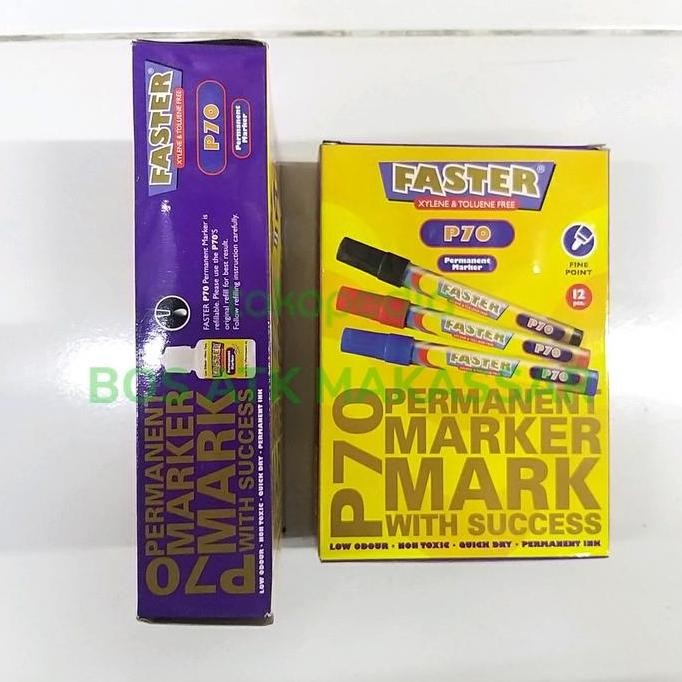 FASTER®
XYLENE & TOLUENE FREE
P70
Permanent
Marker
FASTER P70 Permanent Marker is
refillable. Please use the P70'S
original refill for best result.
Follow refilling instruction carefully.
FASTER
P70
PERMANENT
MARKER
MARK
WITH SUCCESS
LOW ODOUR · NON TOXIC · QUICK DRY · PERMANENT INK
FASTER®
XYLENE & TOLUENE FREE
P70
Permanent
Marker
FINE
POINT
12
pcs.
FASTER
P70
FASTER
P70
FASTER
P70
P70
PERMANENT
MARKER
MARK
WITH SUCCESS
LOW ODOUR · NON TOXIC · QUICK DRY · PERMANENT INK
tokopedia
BOS ATK MAKASSAR